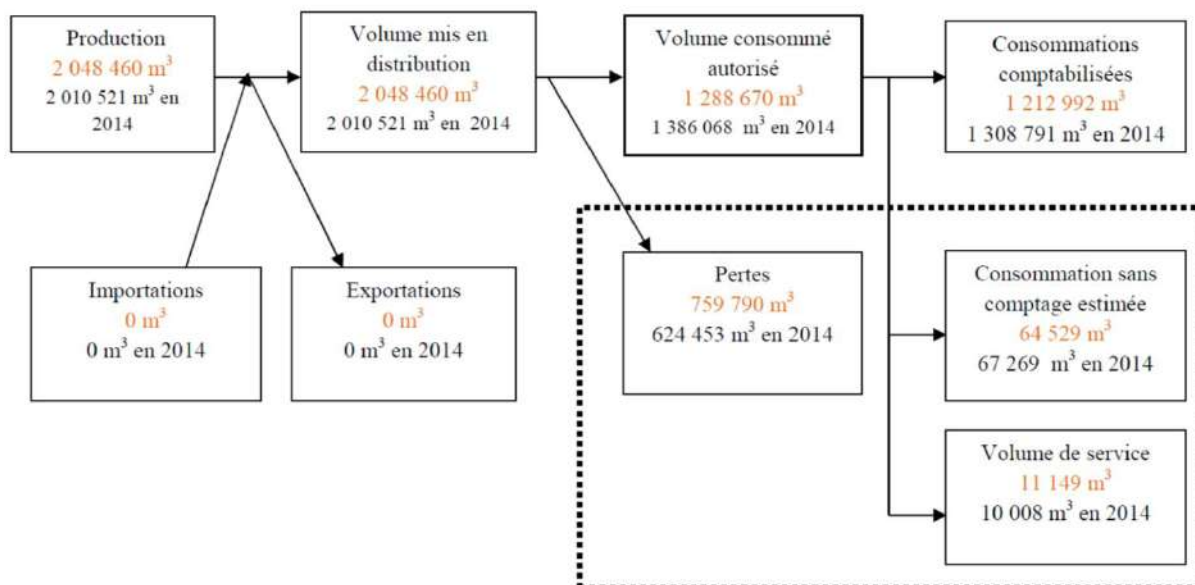 Production
2 048 460 m³
2 010 521 m³ en
2014
Volume mis en
distribution
2 048 460 m³
2 010 521 m³ en 2014
Volume consommé
autorisé
1 288 670 m³
1 386 068 m³ en 2014
Consommations
comptabilisées
1 212 992 m³
1 308 791 m³ en 2014
Importations
0 m³
0 m³ en 2014
Exportations
0 m³
0 m³ en 2014
Pertes
759 790 m³
624 453 m³ en 2014
Consommation sans
comptage estimée
64 529 m³
67 269 m³ en 2014
Volume de service
11 149 m³
10 008 m³ en 2014